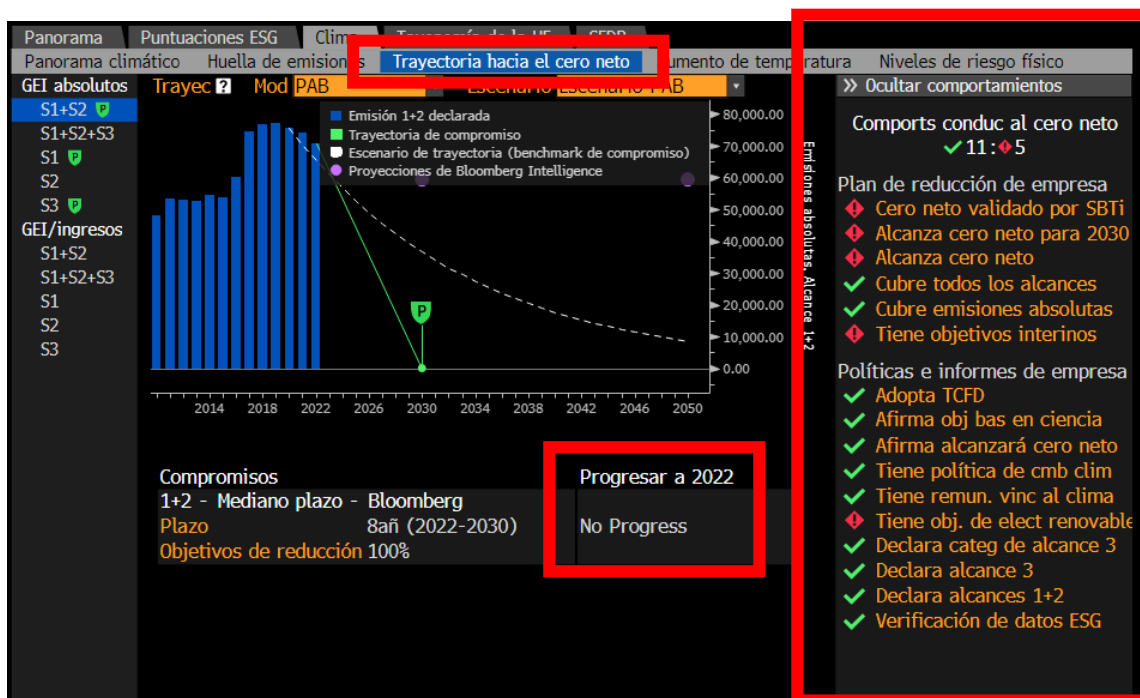 Panorama Puntuaciones ESG Clima Taxonomía de la UE SFDR
Panorama climático Huella de emisiones Trayectoria hacia el cero neto Aumento de temperatura Niveles de riesgo físico
GEI absolutos
S1+S2 P
S1+S2+S3
S1 P
S2
S3 P
GEI/ingresos
S1+S2
S1+S2+S3
S1
S2
S3
Trayec ? Mod PAB Escenario Escenario PAB
Emisión 1+2 declarada
Trayectoria de compromiso
Escenario de trayectoria (benchmark de compromiso)
Proyecciones de Bloomberg Intelligence
80,000.00
70,000.00
60,000.00
50,000.00
40,000.00
30,000.00
20,000.00
10,000.00
0.00
Emisiones absolutas, Alcance 1+2
P
2014 2018 2022 2026 2030 2034 2038 2042 2046 2050
Compromisos Progresar a 2022
1+2 - Mediano plazo - Bloomberg
Plazo 8añ (2022-2030) No Progress
Objetivos de reducción 100%
» Ocultar comportamientos
Comports conduc al cero neto
11:5
Plan de reducción de empresa
Cero neto validado por SBTi
Alcanza cero neto para 2030
Alcanza cero neto
Cubre todos los alcances
Cubre emisiones absolutas
Tiene objetivos interinos
Políticas e informes de empresa
Adopta TCFD
Afirma obj bas en ciencia
Afirma alcanzará cero neto
Tiene política de cmb clim
Tiene remun. vinc al clima
Tiene obj. de elect renovable
Declara categ de alcance 3
Declara alcance 3
Declara alcances 1+2
Verificación de datos ESG